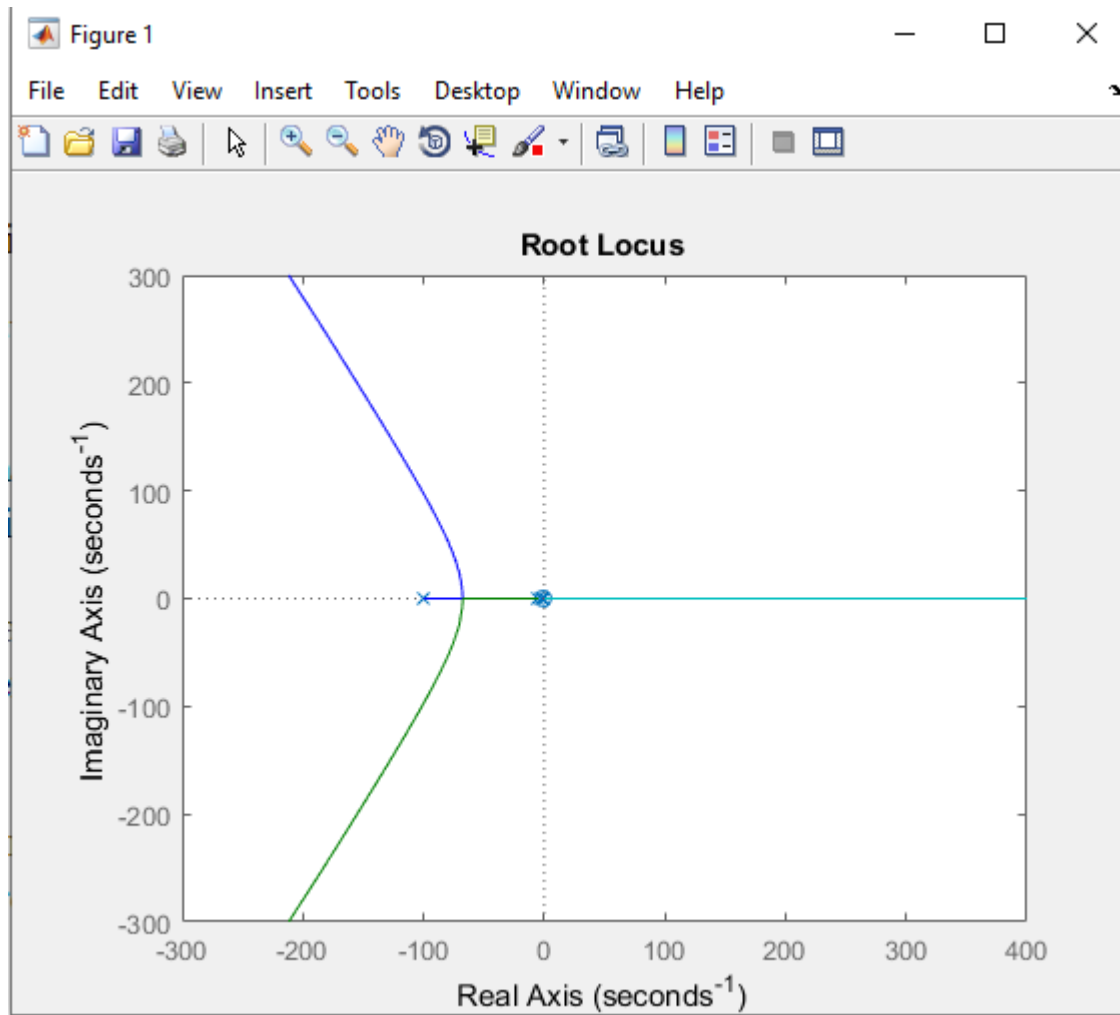 Figure 1
File Edit View Insert Tools Desktop Window Help
Root Locus
300
200
100
0
-100
-200
-300
Imaginary Axis (seconds⁻¹)
-300 -200 -100 0 100 200 300 400
Real Axis (seconds⁻¹)